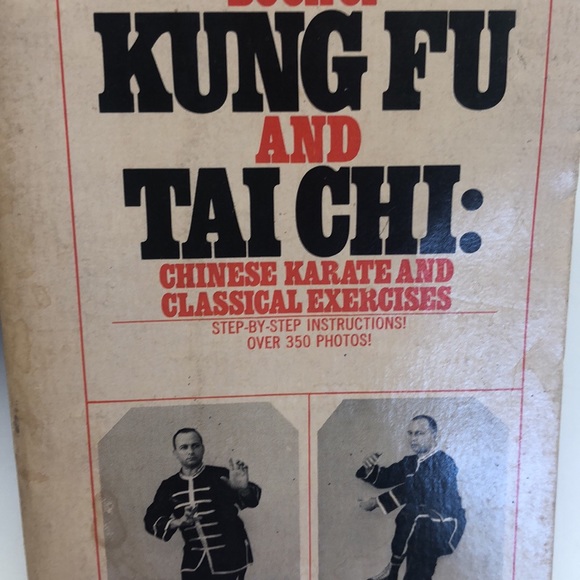 KUNG FU
AND
TAI CHI:
CHINESE KARATE AND
CLASSICAL EXERCISES
STEP-BY-STEP INSTRUCTIONS!
OVER 350 PHOTOS!